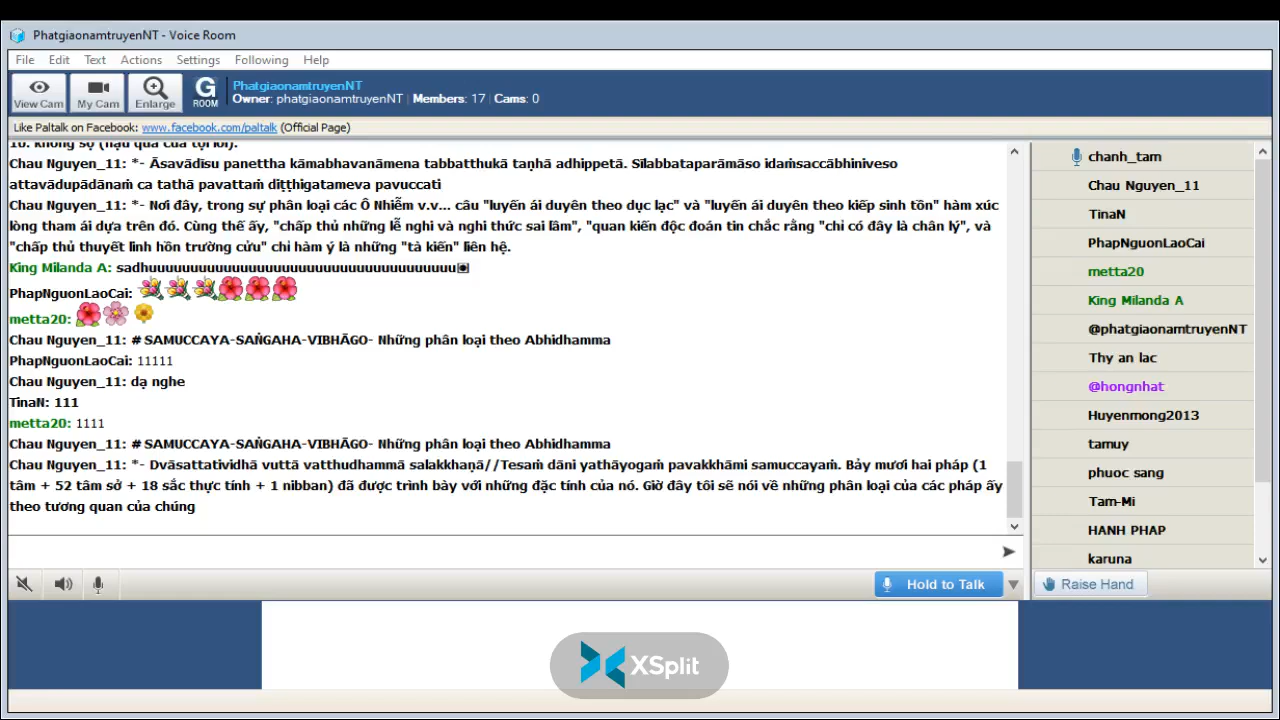 PhatgiaonamtruyenNT - Voice Room
File Edit Text Actions Settings Following Help
View Cam My Cam Enlarge G ROOM
PhatgiaonamtruyenNT
Owner: phatgiaonamtruyenNT | Members: 17 | Cams: 0
Like Paltalk on Facebook: www.facebook.com/paltalk (Official Page)
16. không sợ (hậu quả của tội lỗi).
Chau Nguyen_11: *- Āsavādīsu panettha kāmabhavanāmena tabbatthukā taṇhā adhippetā. Sīlabbataparāmāso idaṁsaccābhiniveso
attavādupādānaṁ ca tathā pavattaṁ diṭṭhigatameva pavuccati
Chau Nguyen_11: *- Nơi đây, trong sự phân loại các Ô Nhiễm v.v... câu "luyến ái duyên theo dục lạc" và "luyến ái duyên theo kiếp sinh tồn" hàm xúc
lòng tham ái dựa trên đó. Cùng thế ấy, "chấp thủ những lễ nghi và nghi thức sai lầm", "quan kiến độc đoán tin chắc rằng "chỉ có đây là chân lý", và
"chấp thủ thuyết linh hồn trường cửu" chỉ hàm ý là những "tà kiến" liên hệ.
King Milanda A: sadhuuuuuuuuuuuuuuuuuuuuuuuuuuuuuuuuuuuuuu
PhapNguonLaoCai:
metta20:
Chau Nguyen_11: # SAMUCCAYA-SAṄGAHA-VIBHĀGO- Những phân loại theo Abhidhamma
PhapNguonLaoCai: 11111
Chau Nguyen_11: dạ nghe
TinaN: 111
metta20: 1111
Chau Nguyen_11: # SAMUCCAYA-SAṄGAHA-VIBHĀGO- Những phân loại theo Abhidhamma
Chau Nguyen_11: *- Dvāsattatividhā vuttā vatthudhammā salakkhaṇā//Tesaṁ dāni yathāyogaṁ pavakkhāmi samuccayaṁ. Bảy mươi hai pháp (1
tâm + 52 tâm sở + 18 sắc thực tính + 1 nibban) đã được trình bày với những đặc tính của nó. Giờ đây tôi sẽ nói về những phân loại của các pháp ấy
theo tương quan của chúng
Hold to Talk
chanh_tam
Chau Nguyen_11
TinaN
PhapNguonLaoCai
metta20
King Milanda A
@phatgiaonamtruyenNT
Thy an lac
@hongnhat
Huyenmong2013
tamuy
phuoc sang
Tam-Mi
HANH PHAP
karuna
Raise Hand
XSplit